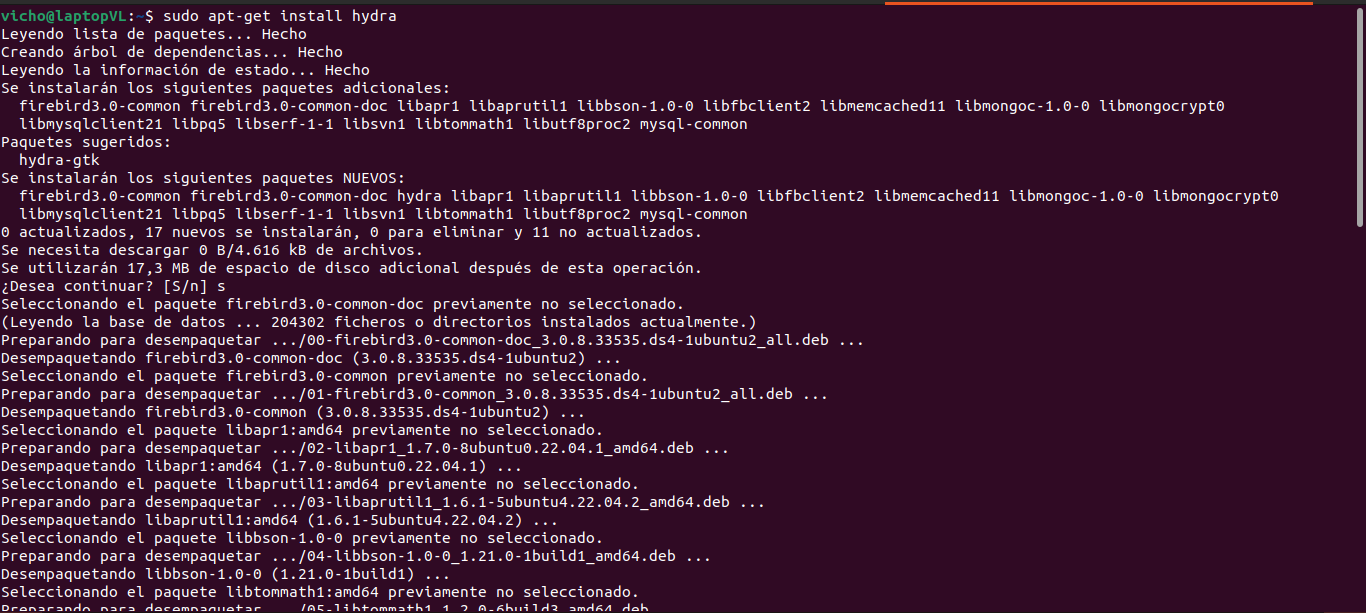 vicho@laptopVL:~$ sudo apt-get install hydra
Leyendo lista de paquetes... Hecho
Creando árbol de dependencias... Hecho
Leyendo la información de estado... Hecho
Se instalarán los siguientes paquetes adicionales:
  firebird3.0-common firebird3.0-common-doc libapr1 libaprutil1 libbson-1.0-0 libfbclient2 libmemcached11 libmongoc-1.0-0 libmongocrypt0
  libmysqlclient21 libpq5 libserf-1-1 libsvn1 libtommath1 libutf8proc2 mysql-common
Paquetes sugeridos:
  hydra-gtk
Se instalarán los siguientes paquetes NUEVOS:
  firebird3.0-common firebird3.0-common-doc hydra libapr1 libaprutil1 libbson-1.0-0 libfbclient2 libmemcached11 libmongoc-1.0-0 libmongocrypt0
  libmysqlclient21 libpq5 libserf-1-1 libsvn1 libtommath1 libutf8proc2 mysql-common
0 actualizados, 17 nuevos se instalarán, 0 para eliminar y 11 no actualizados.
Se necesita descargar 0 B/4.616 kB de archivos.
Se utilizarán 17,3 MB de espacio de disco adicional después de esta operación.
¿Desea continuar? [S/n] s
Seleccionando el paquete firebird3.0-common-doc previamente no seleccionado.
(Leyendo la base de datos ... 204302 ficheros o directorios instalados actualmente.)
Preparando para desempaquetar .../00-firebird3.0-common-doc_3.0.8.33535.ds4-1ubuntu2_all.deb ...
Desempaquetando firebird3.0-common-doc (3.0.8.33535.ds4-1ubuntu2) ...
Seleccionando el paquete firebird3.0-common previamente no seleccionado.
Preparando para desempaquetar .../01-firebird3.0-common_3.0.8.33535.ds4-1ubuntu2_all.deb ...
Desempaquetando firebird3.0-common (3.0.8.33535.ds4-1ubuntu2) ...
Seleccionando el paquete libapr1:amd64 previamente no seleccionado.
Preparando para desempaquetar .../02-libapr1_1.7.0-8ubuntu0.22.04.1_amd64.deb ...
Desempaquetando libapr1:amd64 (1.7.0-8ubuntu0.22.04.1) ...
Seleccionando el paquete libaprutil1:amd64 previamente no seleccionado.
Preparando para desempaquetar .../03-libaprutil1_1.6.1-5ubuntu4.22.04.2_amd64.deb ...
Desempaquetando libaprutil1:amd64 (1.6.1-5ubuntu4.22.04.2) ...
Seleccionando el paquete libbson-1.0-0 previamente no seleccionado.
Preparando para desempaquetar .../04-libbson-1.0-0_1.21.0-1build1_amd64.deb ...
Desempaquetando libbson-1.0-0 (1.21.0-1build1) ...
Seleccionando el paquete libtommath1:amd64 previamente no seleccionado.
Preparando para desempaquetar .../05-libtommath1_1.2.0-6build3_amd64.deb ...